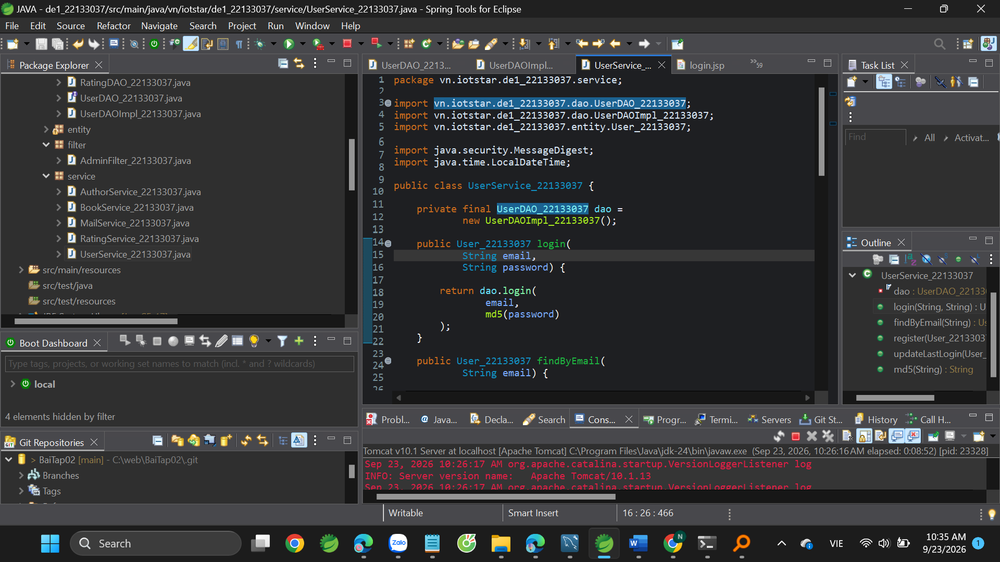 JAVA - de1_22133037/src/main/java/vn/iotstar/de1_22133037/service/UserService_22133037.java - Spring Tools for Eclipse
File Edit Source Refactor Navigate Search Project Run Window Help
Package Explorer
RatingDAO_22133037.java
UserDAO_22133037.java
UserDAOImpl_22133037.java
entity
filter
AdminFilter_22133037.java
service
AuthorService_22133037.java
BookService_22133037.java
MailService_22133037.java
RatingService_22133037.java
UserService_22133037.java
src/main/resources
src/test/java
src/test/resources
Boot Dashboard
Type tags, projects, or working set names to match (incl. * and ? wildcards)
local
4 elements hidden by filter
Git Repositories
> BaiTap02 [main] - C:\web\BaiTap02\.git
Branches
Tags
UserDAO_2213... UserDAOImpl... UserService_... login.jsp 59
1 package vn.iotstar.de1_22133037.service;
2
3 import vn.iotstar.de1_22133037.dao.UserDAO_22133037;
4 import vn.iotstar.de1_22133037.dao.UserDAOImpl_22133037;
5 import vn.iotstar.de1_22133037.entity.User_22133037;
6
7 import java.security.MessageDigest;
8 import java.time.LocalDateTime;
9
10 public class UserService_22133037 {
11
12 private final UserDAO_22133037 dao =
13 new UserDAOImpl_22133037();
14
15 public User_22133037 login(
16 String email,
17 String password) {
18
19 return dao.login(
20 email,
21 md5(password)
22 );
23 }
24
25 public User_22133037 findByEmail(
26 String email) {
Task List
Find All Activat...
Outline
UserService_22133037
dao : UserDAO_22133
login(String, String) : U
findByEmail(String) : Us
register(User_22133037
updateLastLogin(User_
md5(String) : String
Probl... Java... Decla... Search Cons... Progr... Termi... Servers Git St... History Call H...
Tomcat v10.1 Server at localhost [Apache Tomcat] C:\Program Files\Java\jdk-24\bin\javaw.exe (Sep 23, 2026, 10:26:16 AM elapsed: 0:08:52) [pid: 23328]
Sep 23, 2026 10:26:17 AM org.apache.catalina.startup.VersionLoggerListener log
INFO: Server version name: Apache Tomcat/10.1.13
Sep 23, 2026 10:26:17 AM org.apache.catalina.startup.VersionLoggerListener log
Writable Smart Insert 16 : 26 : 466
Search
Zalo
N
VIE
10:35 AM
9/23/2026
1